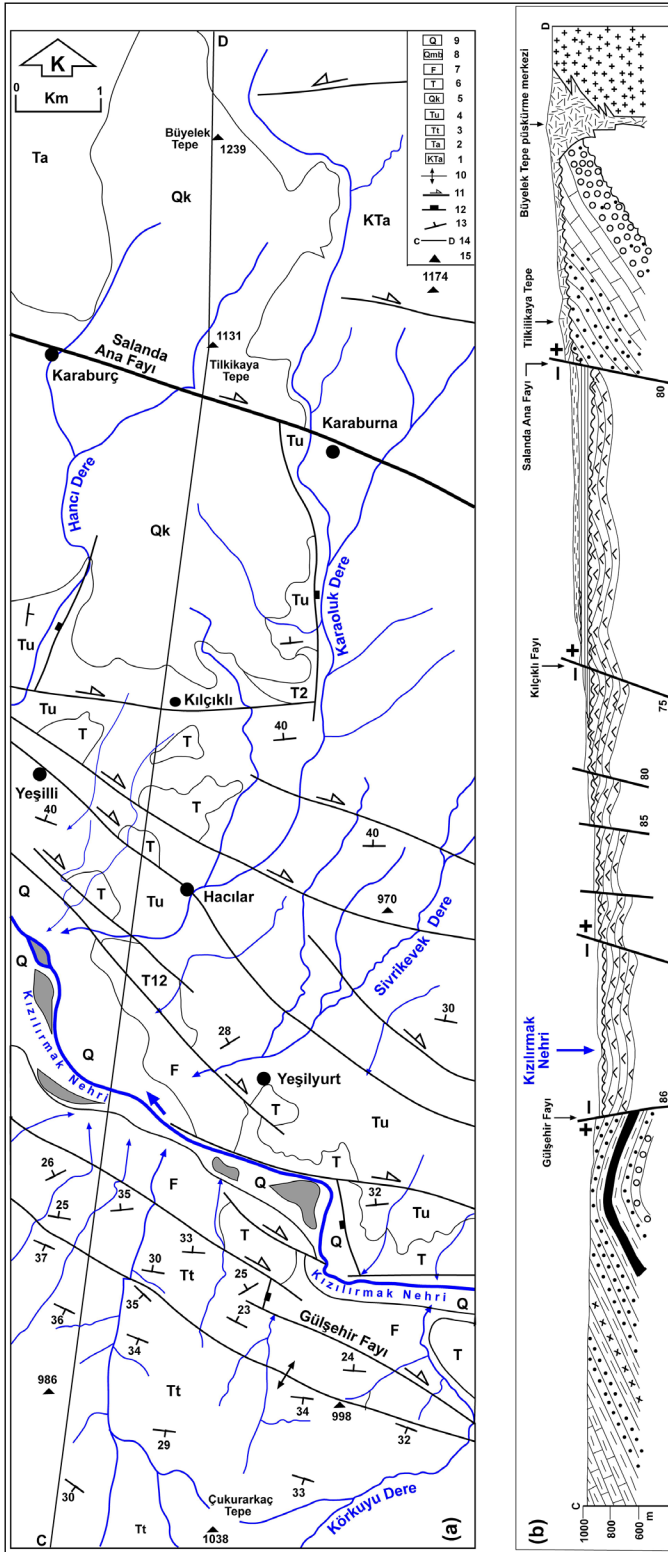 K
0 1
Km
D
Q 9
Qmb 8
F 7
T 6
Qk 5
Tu 4
Tt 3
Ta 2
KTa 1
10
11
12
13
C D 14
15
Büyelek
Tepe
1239
Ta
Qk
KTa
1174
Salanda
Ana Fayı
1131
Karaburç
Tilkikaya
Tepe
Karaburna
Tu
Hancı Dere
Qk
Karaoluk Dere
Tu
Tu
T2
Kılçıklı
Tu
T
T
40
Yeşilli
40
T
T
40
Q
T
Tu
Hacılar
970
Sivrikevek Dere
Q
T12
Kızılırmak Nehri
Q
28
30
F
Yeşilyurt
T
Tu
T
26
25
35
F
Q
32
Tu
37
T
Q
T
33
30
Tt
25
Kızılırmak Nehri
Q
36
35
23
Gülşehir Fayı
F
T
34
24
986
Tt
34
998
29
32
30
33
Çukurarkaç
Tepe
Körkuyu Dere
C
Tt
1038
(a)
(b)
D
Büyelek Tepe püskürme merkezi
Tilkilikaya Tepe
Salanda Ana Fayı
+
–
80
Kılçıklı Fayı
+
–
75
80
85
+
–
Kızılırmak
Nehri
Gülşehir Fayı
–
+
86
C
1000
800
600
m